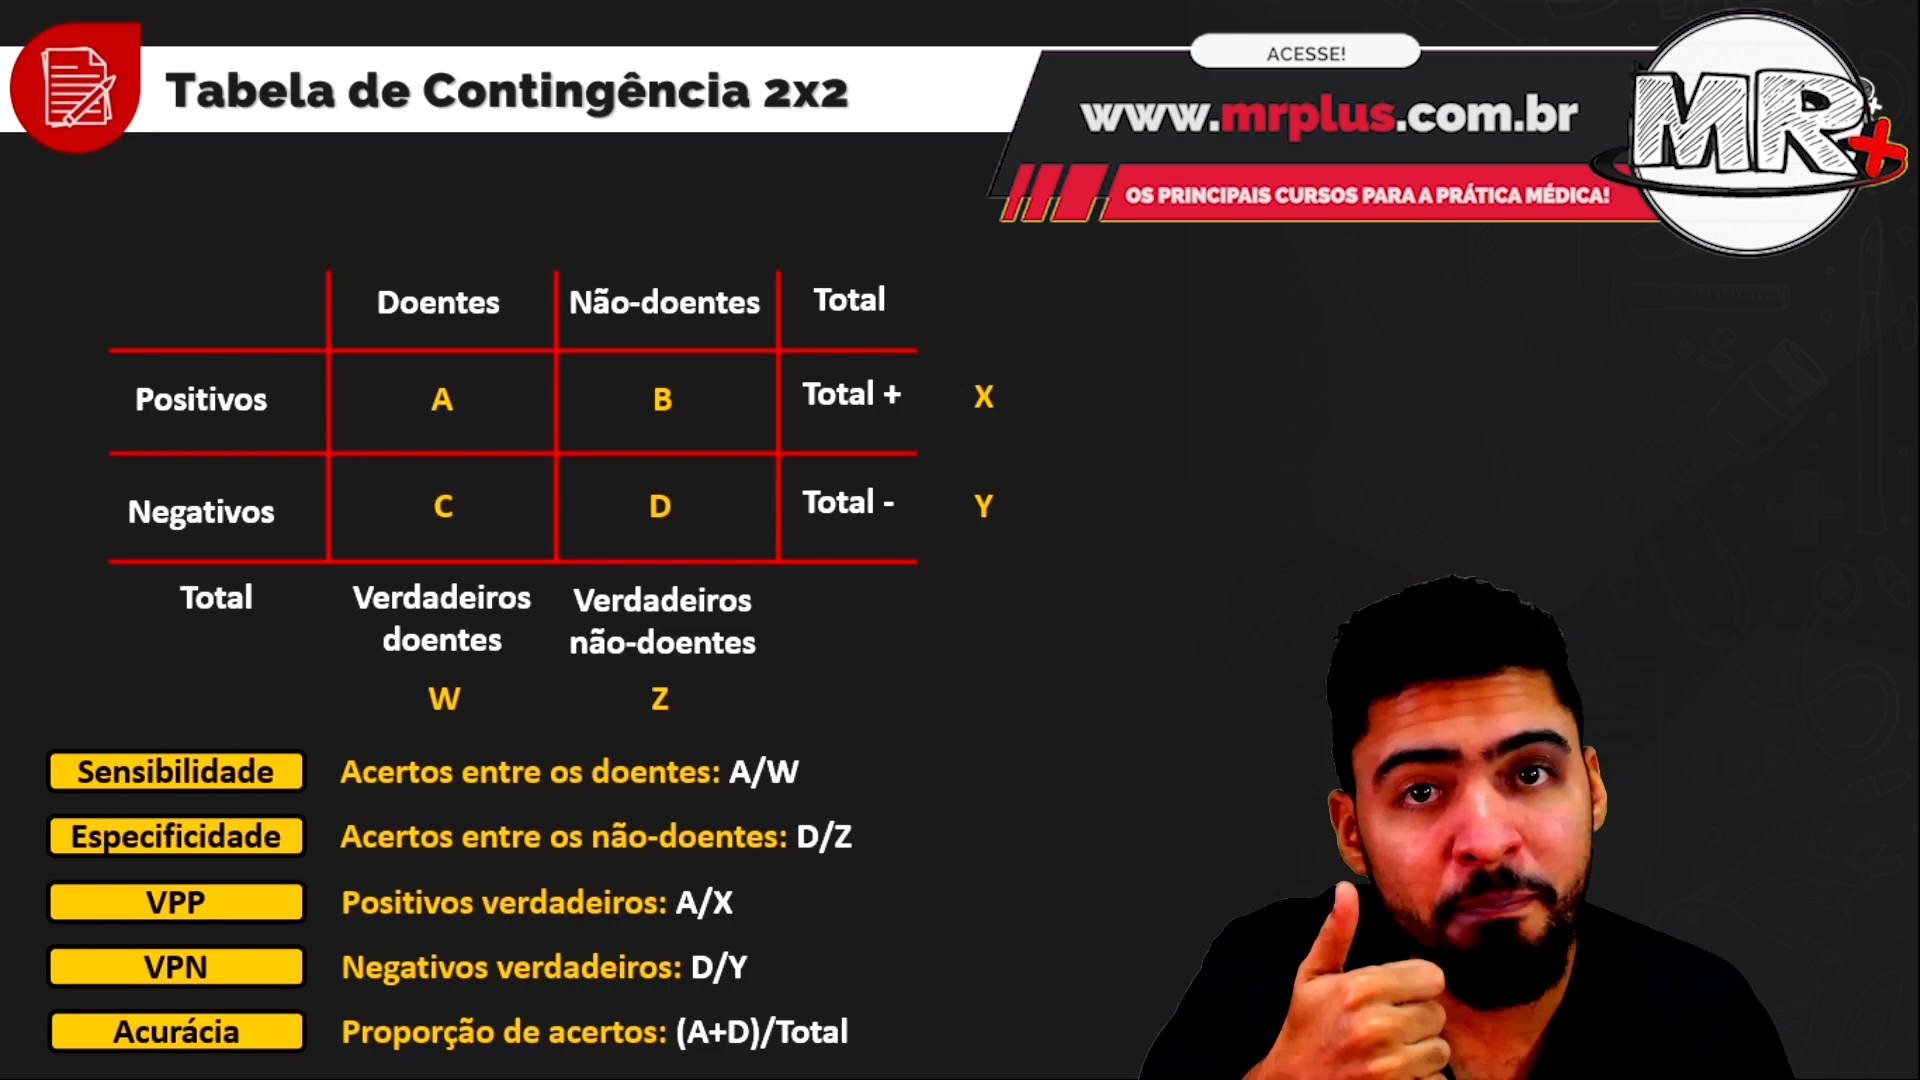 Tabela de Contingência 2x2
ACESSE!
www.mrplus.com.br
OS PRINCIPAIS CURSOS PARA A PRÁTICA MÉDICA!
MR+
Doentes Não-doentes Total
Positivos A B Total + X
Negativos C D Total - Y
Total Verdadeiros doentes Verdadeiros não-doentes
W Z
Sensibilidade Acertos entre os doentes: A/W
Especificidade Acertos entre os não-doentes: D/Z
VPP Positivos verdadeiros: A/X
VPN Negativos verdadeiros: D/Y
Acurácia Proporção de acertos: (A+D)/Total